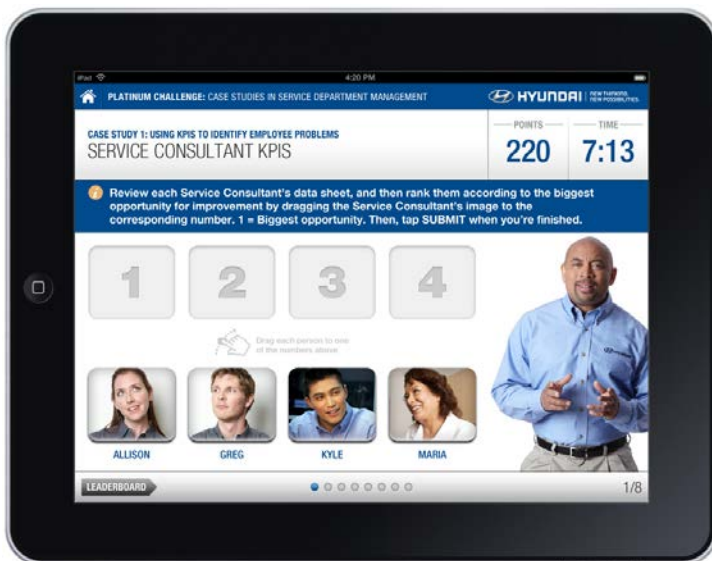 iPad
4:20 PM
PLATINUM CHALLENGE: CASE STUDIES IN SERVICE DEPARTMENT MANAGEMENT
HYUNDAI
NEW THINKING.
NEW POSSIBILITIES.
CASE STUDY 1: USING KPIS TO IDENTIFY EMPLOYEE PROBLEMS
SERVICE CONSULTANT KPIS
POINTS
220
TIME
7:13
i
Review each Service Consultant's data sheet, and then rank them according to the biggest
opportunity for improvement by dragging the Service Consultant's image to the
corresponding number. 1 = Biggest opportunity. Then, tap SUBMIT when you're finished.
1
2
3
4
Drag each person to one
of the numbers above
ALLISON
GREG
KYLE
MARIA
LEADERBOARD
1/8